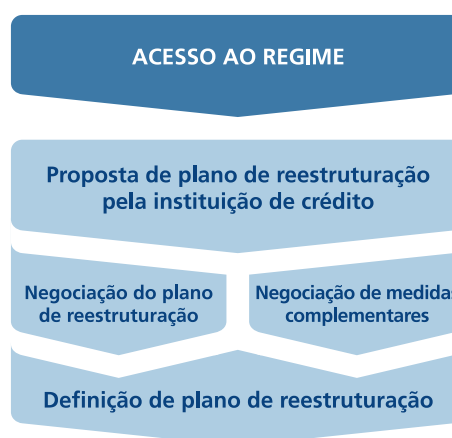 ACESSO AO REGIME
Proposta de plano de reestruturação
pela instituição de crédito
Negociação do plano
de reestruturação
Negociação de medidas
complementares
Definição de plano de reestruturação